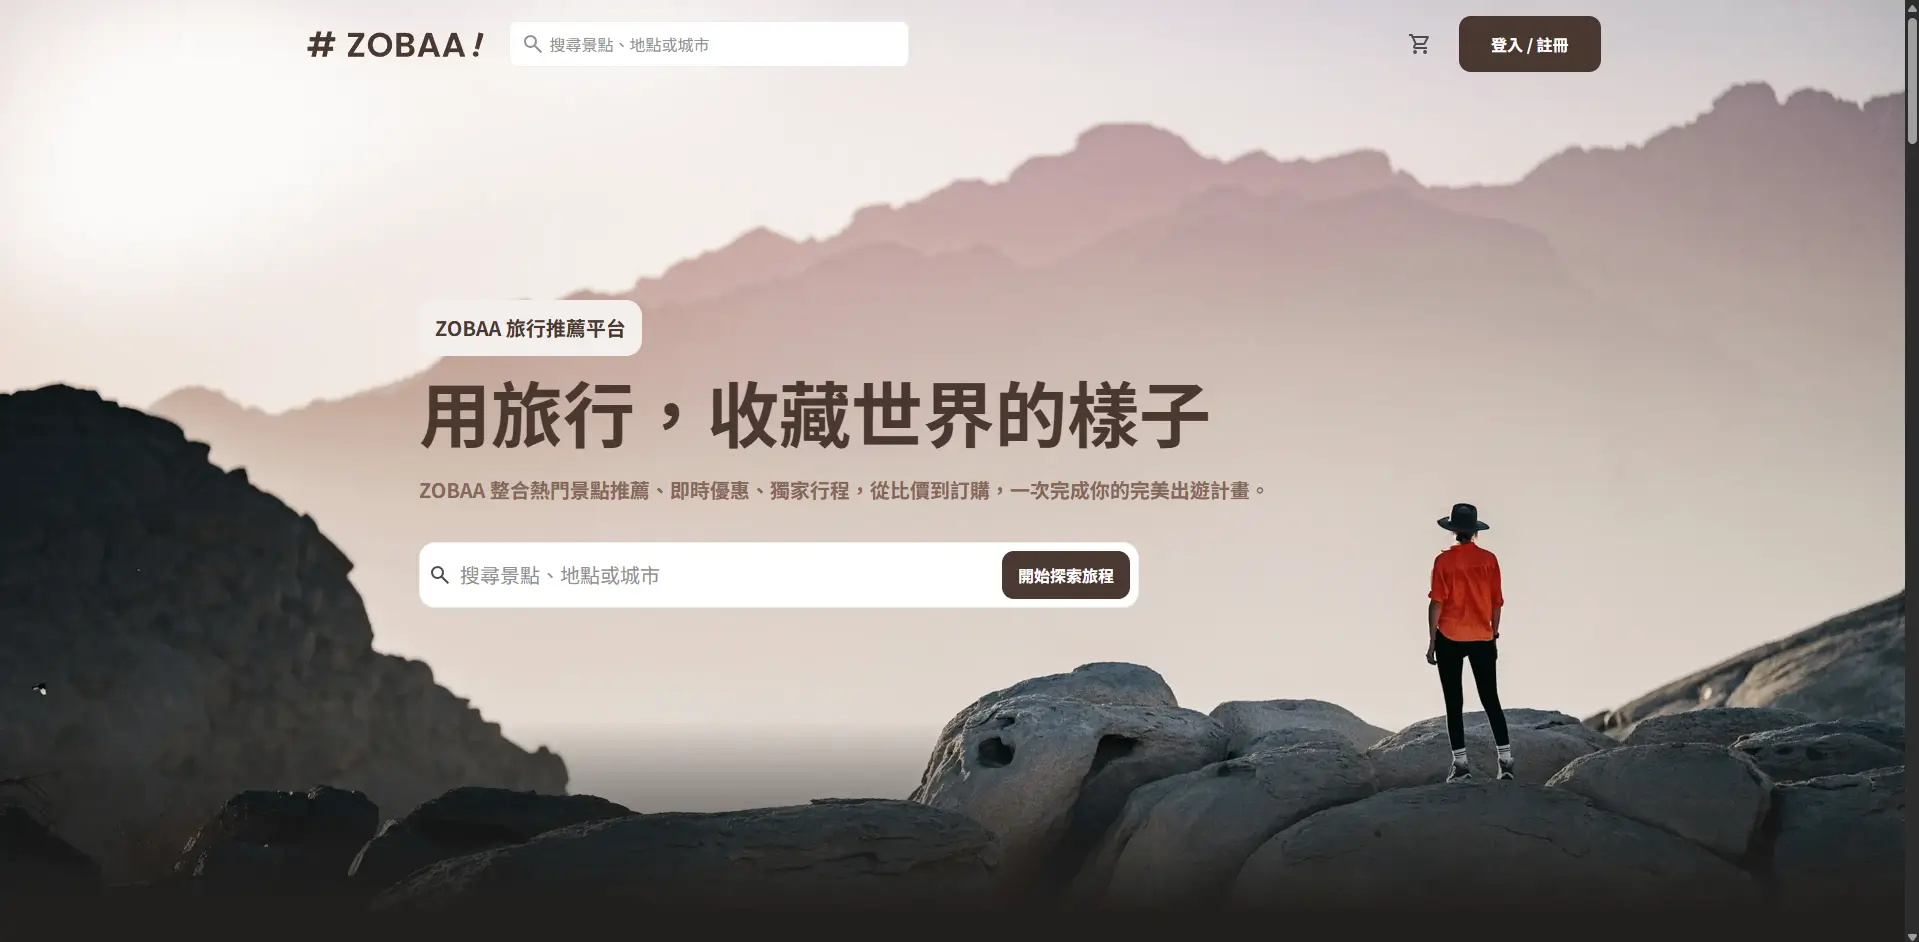 # ZOBAA!
搜尋景點、地點或城市
登入 / 註冊
ZOBAA 旅行推薦平台
用旅行，收藏世界的樣子
ZOBAA 整合熱門景點推薦、即時優惠、獨家行程，從比價到訂購，一次完成你的完美出遊計畫。
搜尋景點、地點或城市
開始探索旅程